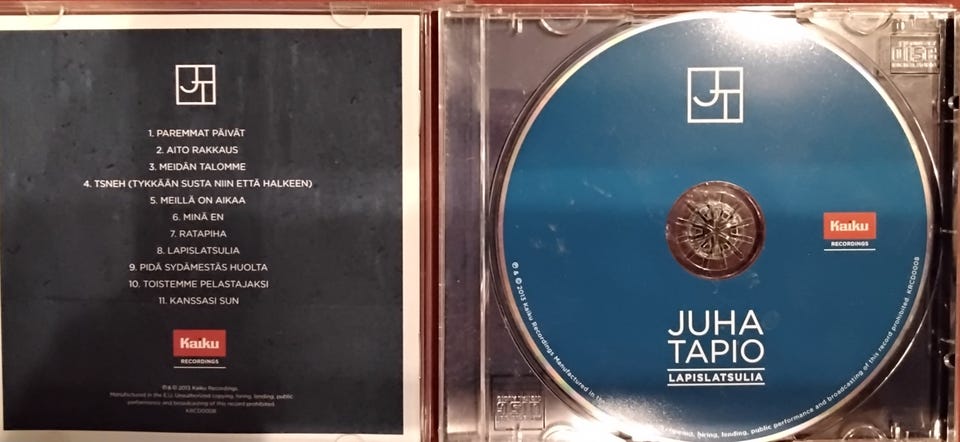 JT
1. PAREMMAT PÄIVÄT
2. AITO RAKKAUS
3. MEIDÄN TALOMME
4. TSNEH (TYKKÄÄN SUSTA NIIN ETTÄ HALKEEN)
5. MEILLÄ ON AIKAA
6. MINÄ EN
7. RATAPIHA
8. LAPISLATSULIA
9. PIDÄ SYDÄMESTÄS HUOLTA
10. TOISTEMME PELASTAJAKSI
11. KANSSASI SUN
Kaiku
RECORDINGS
℗ & © 2013 Kaiku Recordings.
Manufactured in the E.U. Unauthorized copying, hiring, lending, public
performance and broadcasting of this record prohibited.
KRCD0008
JT
Kaiku
RECORDINGS
JUHA
TAPIO
LAPISLATSULIA
℗ & © 2013 Kaiku Recordings Manufactured in hiring, lending, public performance and broadcasting of this record prohibited. KRCD0008
disc